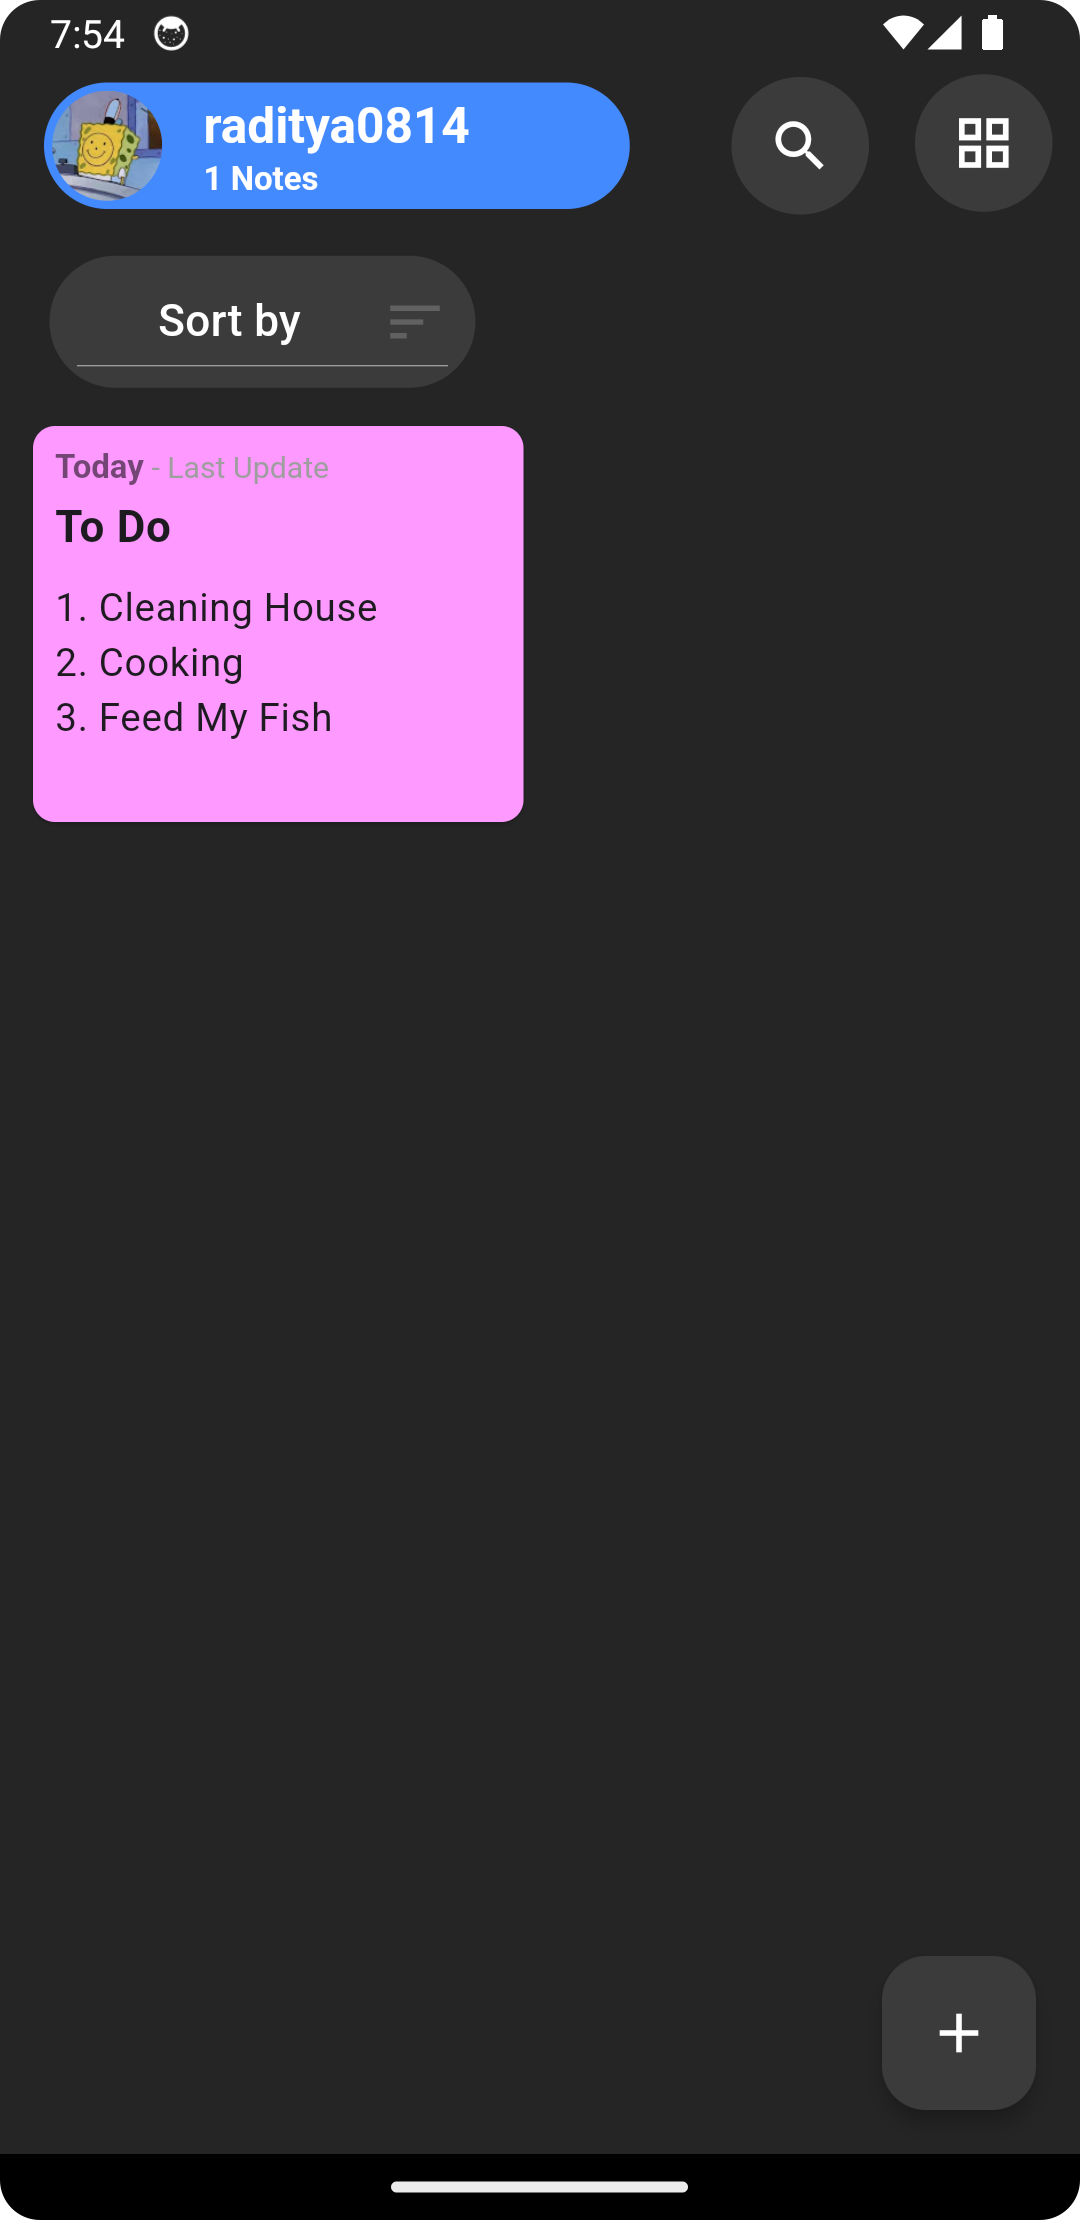 7:54
raditya0814
1 Notes
Sort by
Today - Last Update
To Do
1. Cleaning House
2. Cooking
3. Feed My Fish